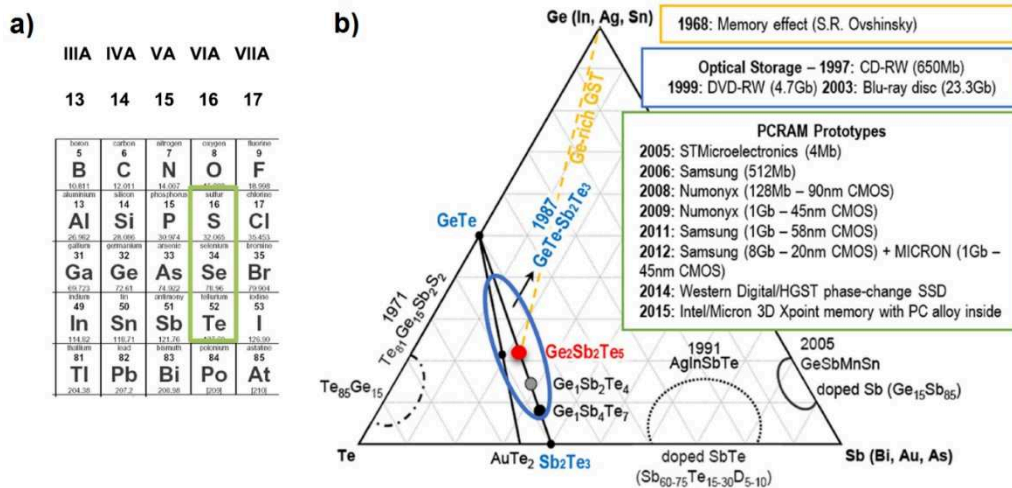 a)
IIIA IVA VA VIA VIIA
13 14 15 16 17
boron carbon nitrogen oxygen fluorine
5 6 7 8 9
B C N O F
10.811 12.011 14.007 18.998
aluminium silicon phosphorus sulfur chlorine
13 14 15 16 17
Al Si P S Cl
26.982 28.086 30.974 32.065 35.453
gallium germanium arsenic selenium bromine
31 32 33 34 35
Ga Ge As Se Br
69.723 72.61 74.922 78.96 79.904
indium tin antimony tellurium iodine
49 50 51 52 53
In Sn Sb Te I
114.82 118.71 121.76 126.90
thallium lead bismuth polonium astatine
81 82 83 84 85
Tl Pb Bi Po At
204.38 207.2 208.98 [209] [210]
b)
Ge (In, Ag, Sn)
1968: Memory effect (S.R. Ovshinsky)
Optical Storage – 1997: CD-RW (650Mb)
1999: DVD-RW (4.7Gb) 2003: Blu-ray disc (23.3Gb)
PCRAM Prototypes
2005: STMicroelectronics (4Mb)
2006: Samsung (512Mb)
2008: Numonyx (128Mb – 90nm CMOS)
2009: Numonyx (1Gb - 45nm CMOS)
2011: Samsung (1Gb - 58nm CMOS)
2012: Samsung (8Gb - 20nm CMOS) + MICRON (1Gb –
45nm CMOS)
2014: Western Digital/HGST phase-change SSD
2015: Intel/Micron 3D Xpoint memory with PC alloy inside
Ge-rich GST
1987
GeTe-Sb₂Te₃
GeTe
1971
Te₈₁Ge₁₅Sb₂S₂
Te₈₅Ge₁₅
Ge₂Sb₂Te₅
Ge₁Sb₂Te₄
Ge₁Sb₄Te₇
1991
AgInSbTe
2005
GeSbMnSn
doped Sb (Ge₁₅Sb₈₅)
Te
AuTe₂
Sb₂Te₃
doped SbTe
(Sb₆₀₋₇₅Te₁₅₋₃₀D₅₋₁₀)
Sb (Bi, Au, As)